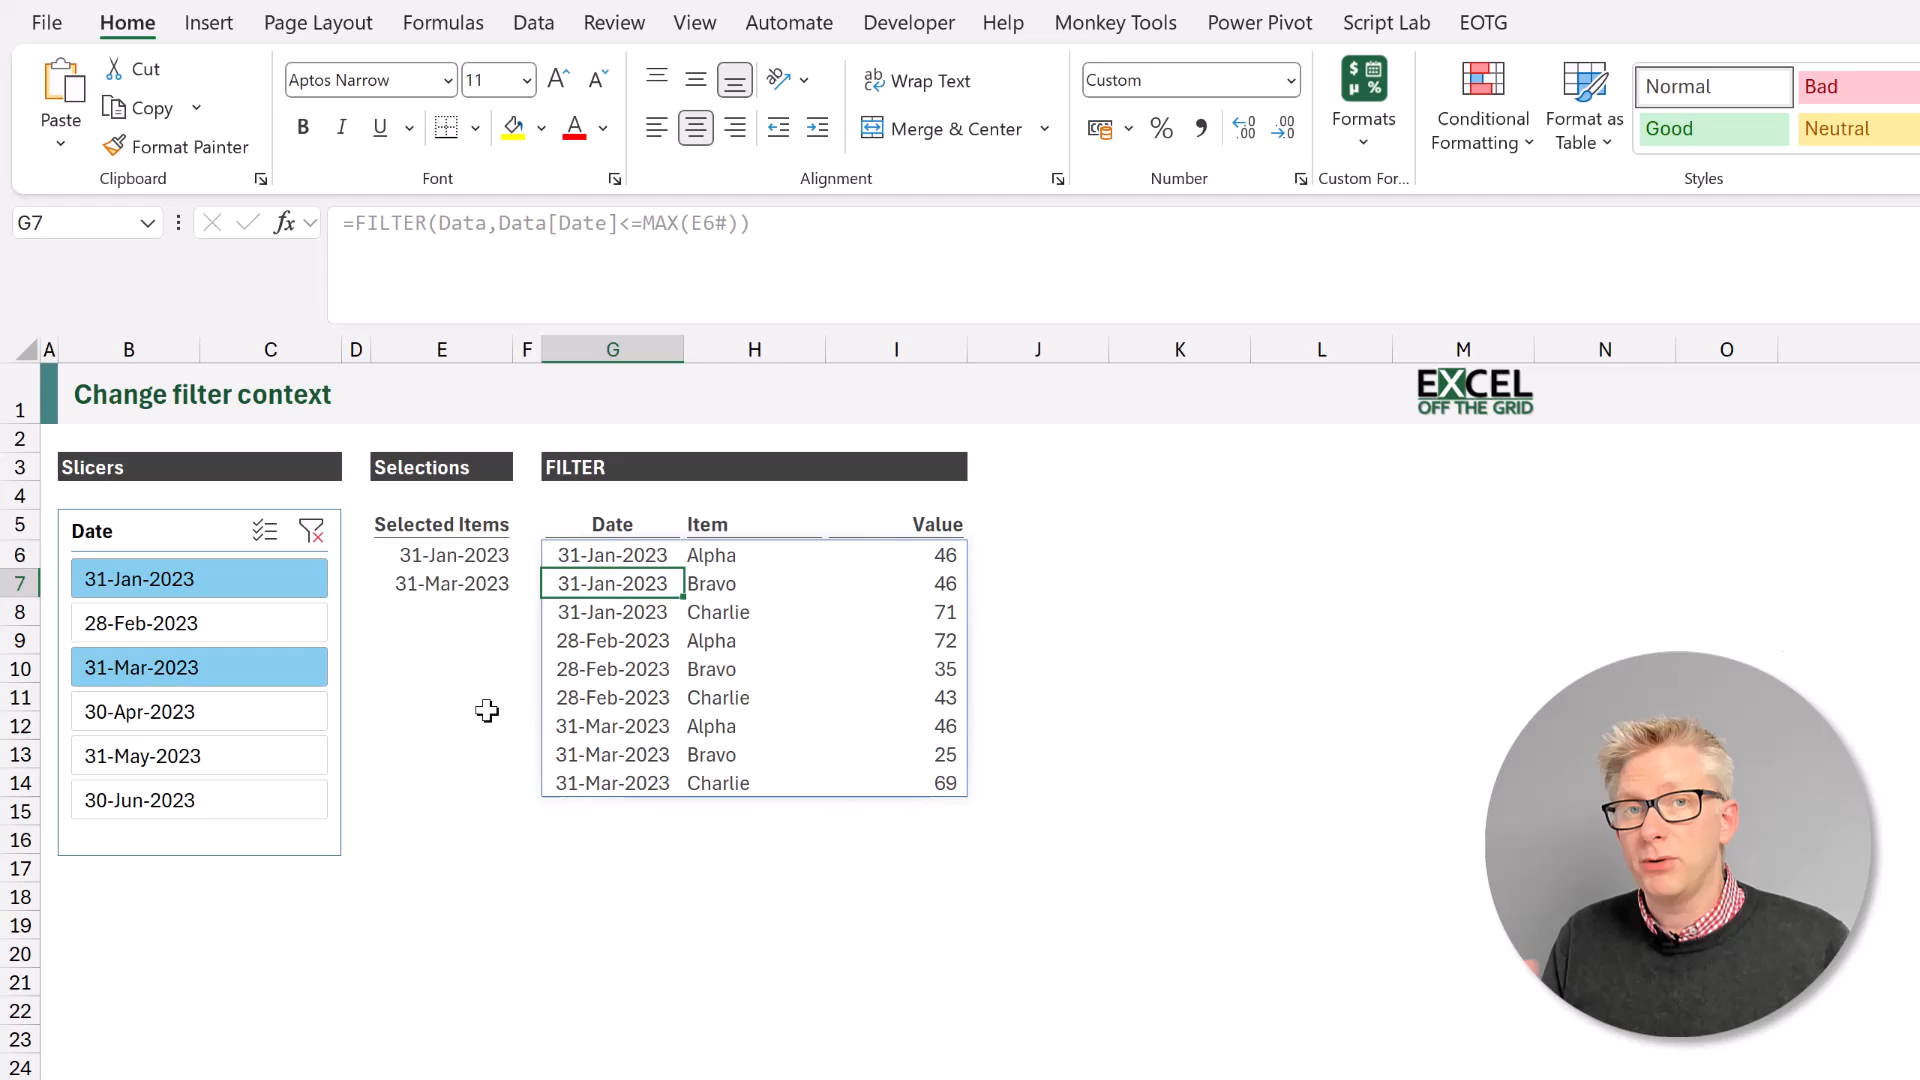 File Home Insert Page Layout Formulas Data Review View Automate Developer Help Monkey Tools Power Pivot Script Lab EOTG
Paste
Cut
Copy
Format Painter
Clipboard
Aptos Narrow 11
B I U
Font
Wrap Text
Merge & Center
Alignment
Custom
Number
Formats
Custom For...
Conditional Formatting
Format as Table
Normal Bad
Good Neutral
Styles
G7 fx =FILTER(Data,Data[Date]<=MAX(E6#))
A B C D E F G H I J K L M N O
1 Change filter context EXCEL
OFF THE GRID
2
3 Slicers Selections FILTER
4
5 Date Selected Items Date Item Value
6 31-Jan-2023 31-Jan-2023 31-Jan-2023 Alpha 46
7 28-Feb-2023 31-Mar-2023 31-Jan-2023 Bravo 46
8 31-Mar-2023 31-Jan-2023 Charlie 71
9 30-Apr-2023 28-Feb-2023 Alpha 72
10 31-May-2023 28-Feb-2023 Bravo 35
11 30-Jun-2023 28-Feb-2023 Charlie 43
12 31-Mar-2023 Alpha 46
13 31-Mar-2023 Bravo 25
14 31-Mar-2023 Charlie 69
15
16
17
18
19
20
21
22
23
24